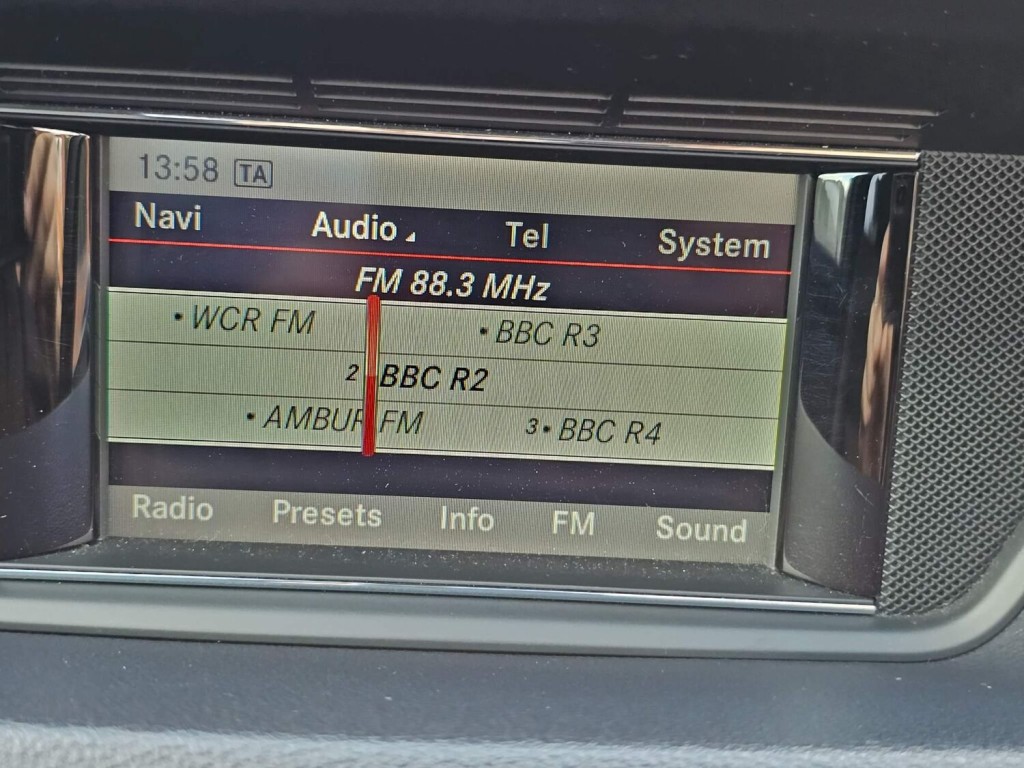 13:58 TA
Navi Audio Tel System
FM 88.3 MHz
• WCR FM • BBC R3
2 BBC R2
• AMBUR FM 3• BBC R4
Radio Presets Info FM Sound